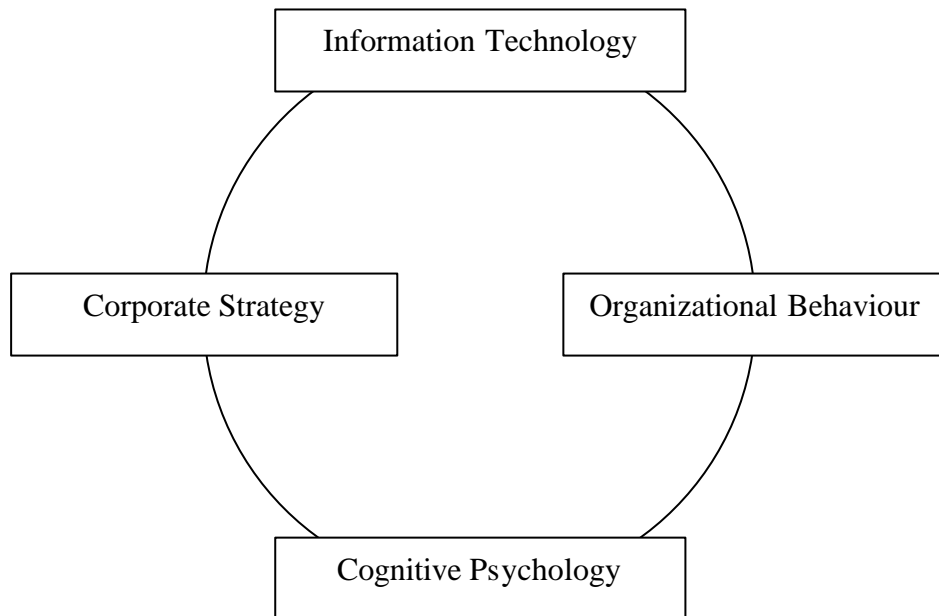 Information Technology
Corporate Strategy
Organizational Behaviour
Cognitive Psychology